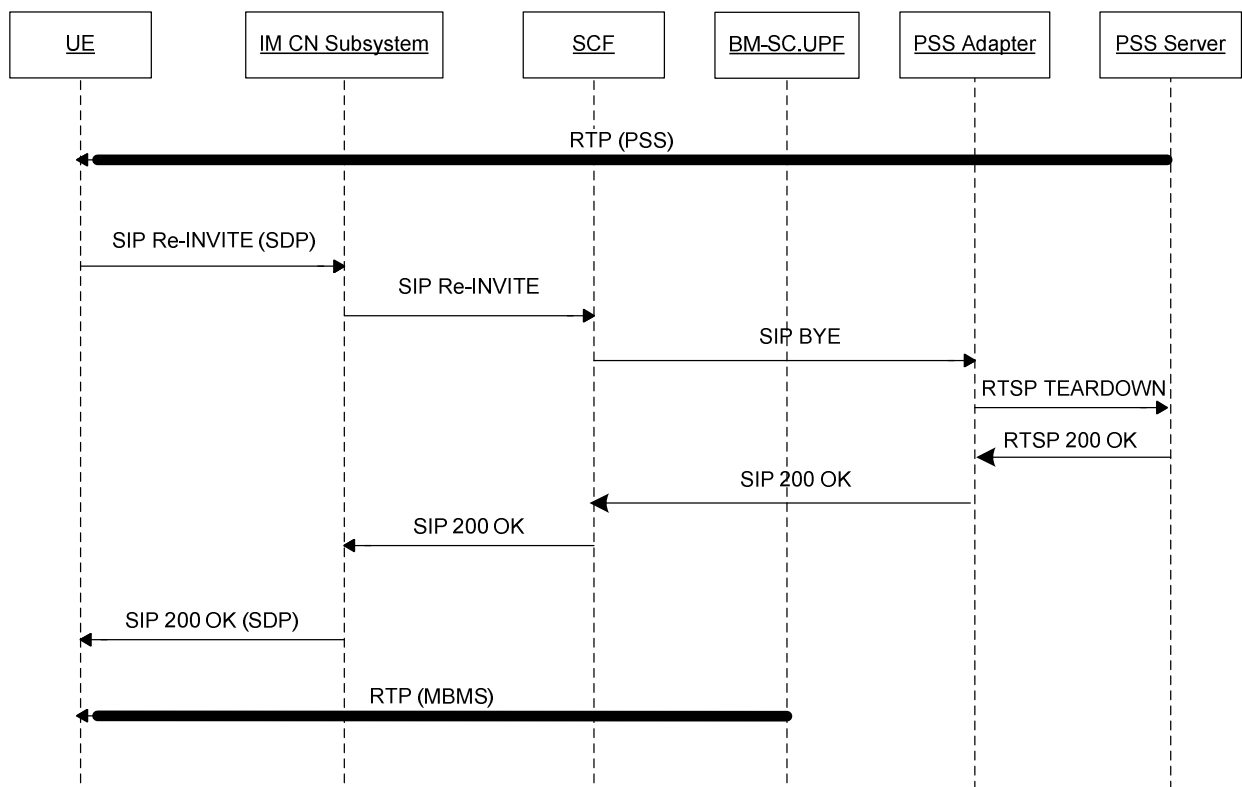 UE
IM CN Subsystem
SCF
BM-SC.UPF
PSS Adapter
PSS Server
RTP (PSS)
SIP Re-INVITE (SDP)
SIP Re-INVITE
SIP BYE
RTSP TEARDOWN
RTSP 200 OK
SIP 200 OK
SIP 200 OK
SIP 200 OK (SDP)
RTP (MBMS)